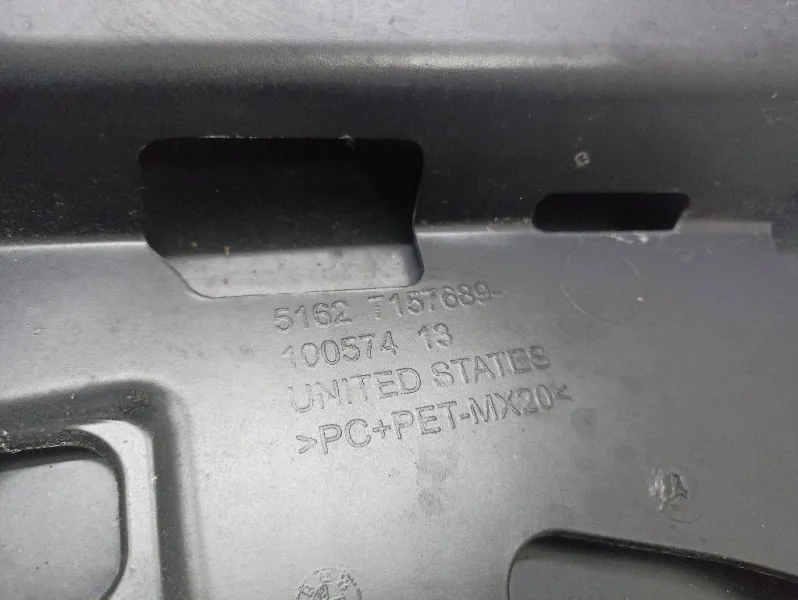 5162 7157689-
100574 13
UNITED STATES
>PC+PET-MX20<